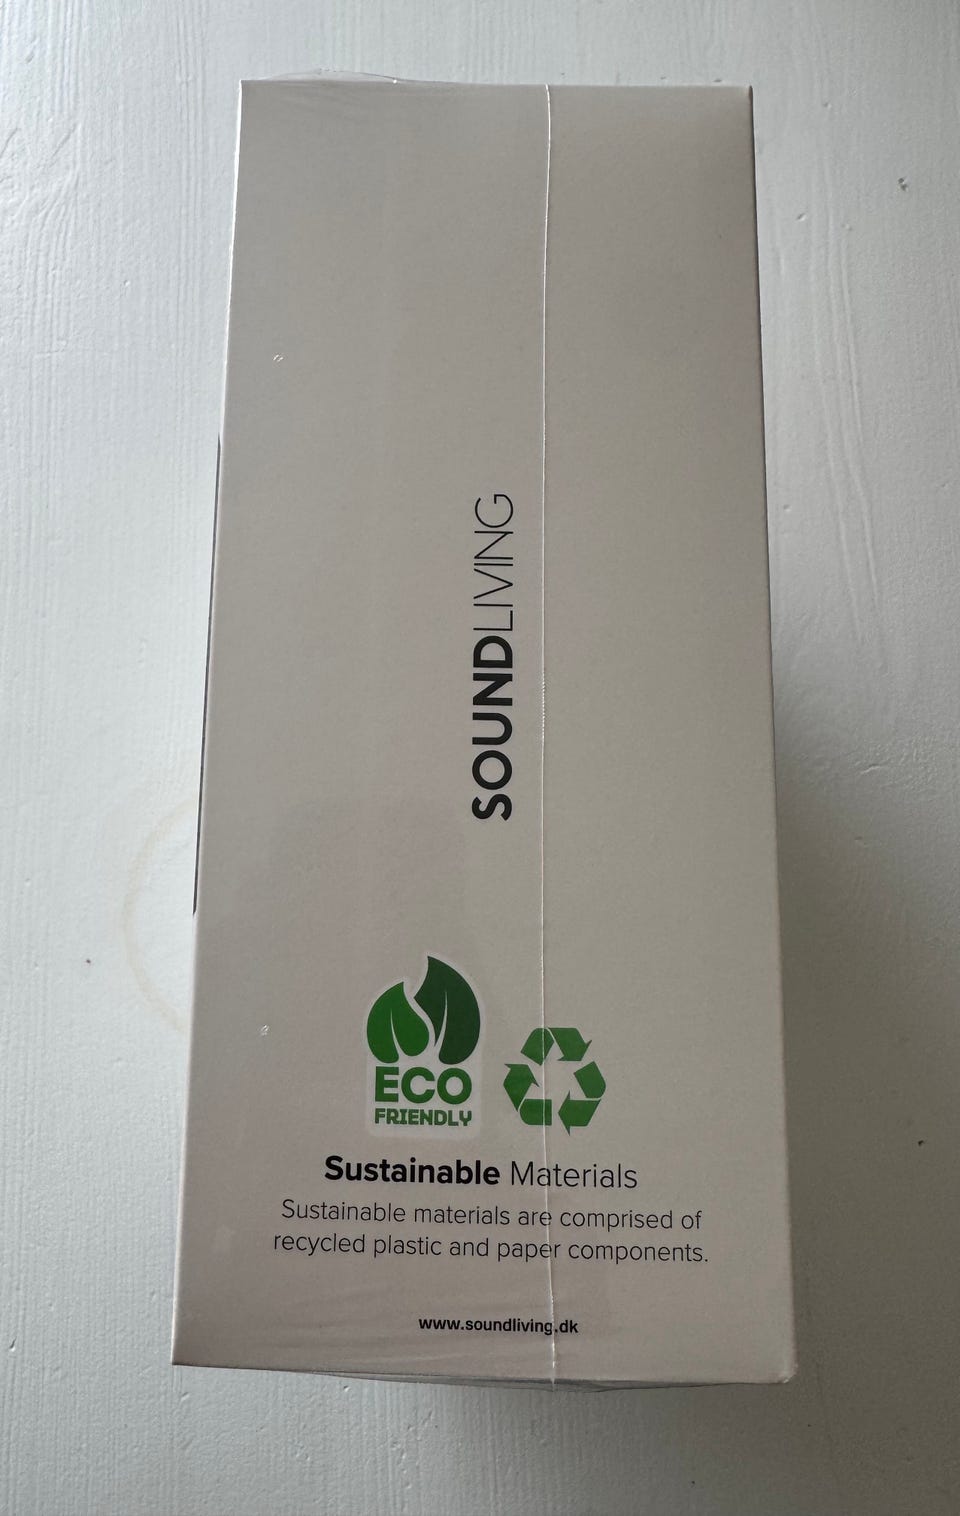 SOUNDLIVING
ECO
FRIENDLY
Sustainable Materials
Sustainable materials are comprised of
recycled plastic and paper components.
www.soundliving.dk